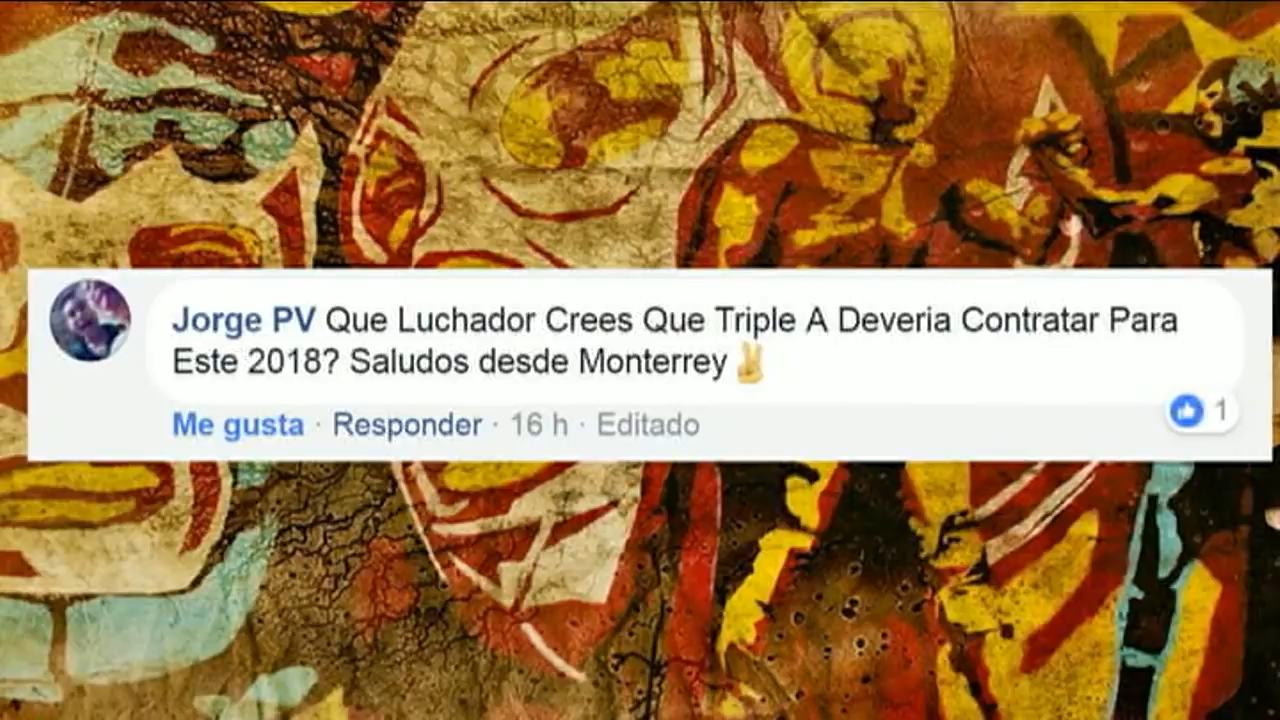 Jorge PV Que Luchador Crees Que Triple A Deveria Contratar Para
Este 2018? Saludos desde Monterrey✌
Me gusta · Responder · 16 h · Editado
1